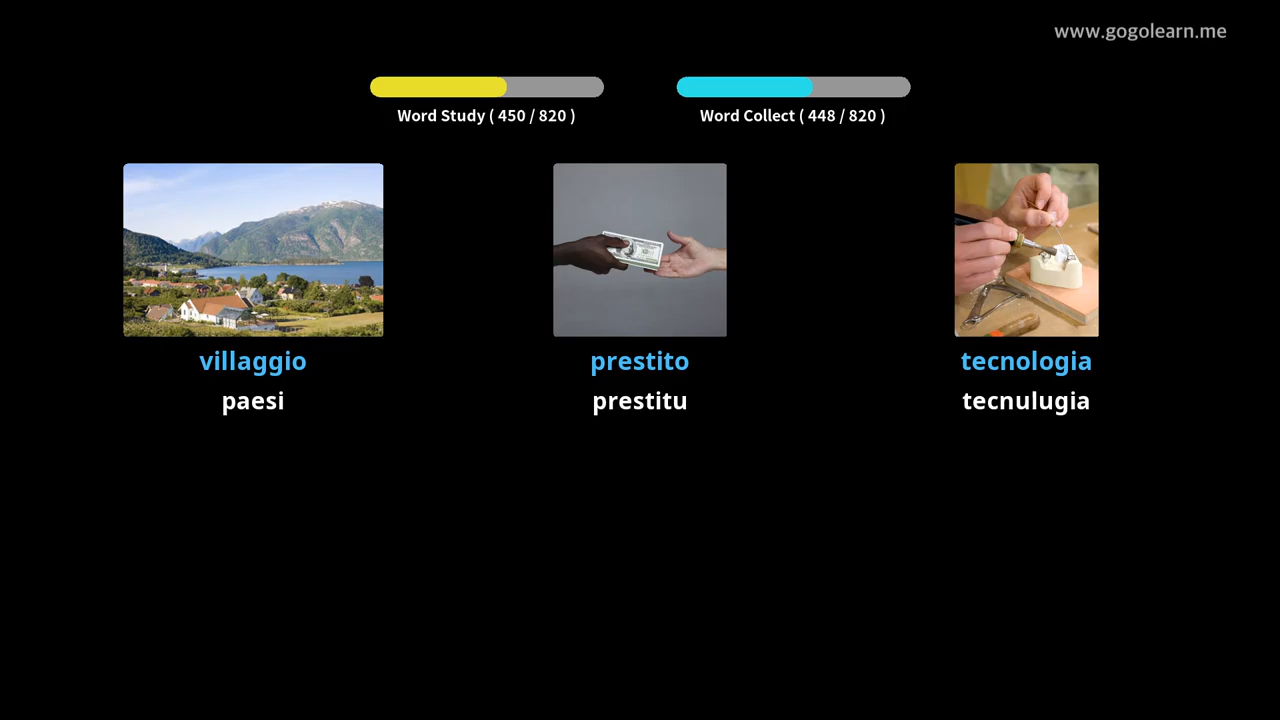 www.gogolearn.me
Word Study ( 450 / 820 )
Word Collect ( 448 / 820 )
villaggio
paesi
prestito
prestitu
tecnologia
tecnulugia